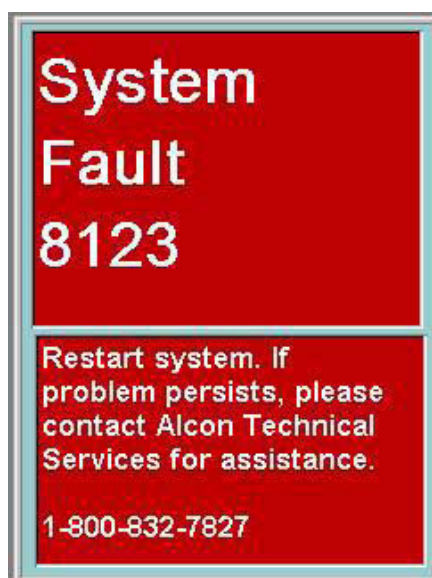 System
Fault
8123
Restart system. If
problem persists, please
contact Alcon Technical
Services for assistance.
1-800-832-7827